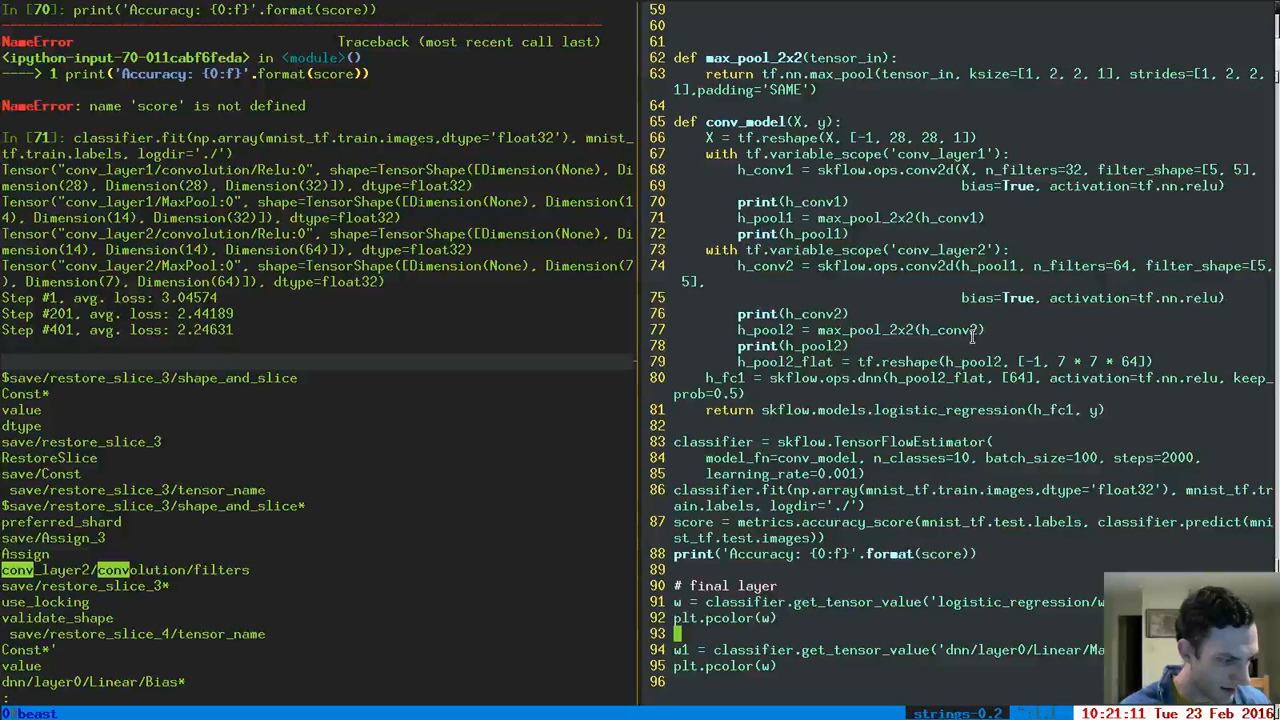 In [70]: print('Accuracy: {0:f}'.format(score))
NameError Traceback (most recent call last)
<ipython-input-70-011cabf6feda> in <module>()
----> 1 print('Accuracy: {0:f}'.format(score))
NameError: name 'score' is not defined
In [71]: classifier.fit(np.array(mnist_tf.train.images,dtype='float32'), mnist_
tf.train.labels, logdir='./')
Tensor("conv_layer1/convolution/Relu:0", shape=TensorShape([Dimension(None), Di
mension(28), Dimension(28), Dimension(32)]), dtype=float32)
Tensor("conv_layer1/MaxPool:0", shape=TensorShape([Dimension(None), Dimension(1
4), Dimension(14), Dimension(32)]), dtype=float32)
Tensor("conv_layer2/convolution/Relu:0", shape=TensorShape([Dimension(None), Di
mension(14), Dimension(14), Dimension(64)]), dtype=float32)
Tensor("conv_layer2/MaxPool:0", shape=TensorShape([Dimension(None), Dimension(7
), Dimension(7), Dimension(64)]), dtype=float32)
Step #1, avg. loss: 3.04574
Step #201, avg. loss: 2.44189
Step #401, avg. loss: 2.24631
$save/restore_slice_3/shape_and_slice
Const*
value
dtype
save/restore_slice_3
RestoreSlice
save/Const
save/restore_slice_3/tensor_name
$save/restore_slice_3/shape_and_slice*
preferred_shard
save/Assign_3
Assign
conv_layer2/convolution/filters
save/restore_slice_3*
use_locking
validate_shape
save/restore_slice_4/tensor_name
Const*'
value
dnn/layer0/Linear/Bias*
:
59
60
61
62 def max_pool_2x2(tensor_in):
63 return tf.nn.max_pool(tensor_in, ksize=[1, 2, 2, 1], strides=[1, 2, 2,
1],padding='SAME')
64
65 def conv_model(X, y):
66 X = tf.reshape(X, [-1, 28, 28, 1])
67 with tf.variable_scope('conv_layer1'):
68 h_conv1 = skflow.ops.conv2d(X, n_filters=32, filter_shape=[5, 5],
69 bias=True, activation=tf.nn.relu)
70 print(h_conv1)
71 h_pool1 = max_pool_2x2(h_conv1)
72 print(h_pool1)
73 with tf.variable_scope('conv_layer2'):
74 h_conv2 = skflow.ops.conv2d(h_pool1, n_filters=64, filter_shape=[5,
5],
75 bias=True, activation=tf.nn.relu)
76 print(h_conv2)
77 h_pool2 = max_pool_2x2(h_conv2)
78 print(h_pool2)
79 h_pool2_flat = tf.reshape(h_pool2, [-1, 7 * 7 * 64])
80 h_fc1 = skflow.ops.dnn(h_pool2_flat, [64], activation=tf.nn.relu, keep_
prob=0.5)
81 return skflow.models.logistic_regression(h_fc1, y)
82
83 classifier = skflow.TensorFlowEstimator(
84 model_fn=conv_model, n_classes=10, batch_size=100, steps=2000,
85 learning_rate=0.001)
86 classifier.fit(np.array(mnist_tf.train.images,dtype='float32'), mnist_tf.tr
ain.labels, logdir='./')
87 score = metrics.accuracy_score(mnist_tf.test.labels, classifier.predict(mni
st_tf.test.images))
88 print('Accuracy: {0:f}'.format(score))
89
90 # final layer
91 w = classifier.get_tensor_value('logistic_regression/w
92 plt.pcolor(w)
93
94 w1 = classifier.get_tensor_value('dnn/layer0/Linear/Ma
95 plt.pcolor(w)
96
0 beast strings-0.2 10:21:11 Tue 23 Feb 2016